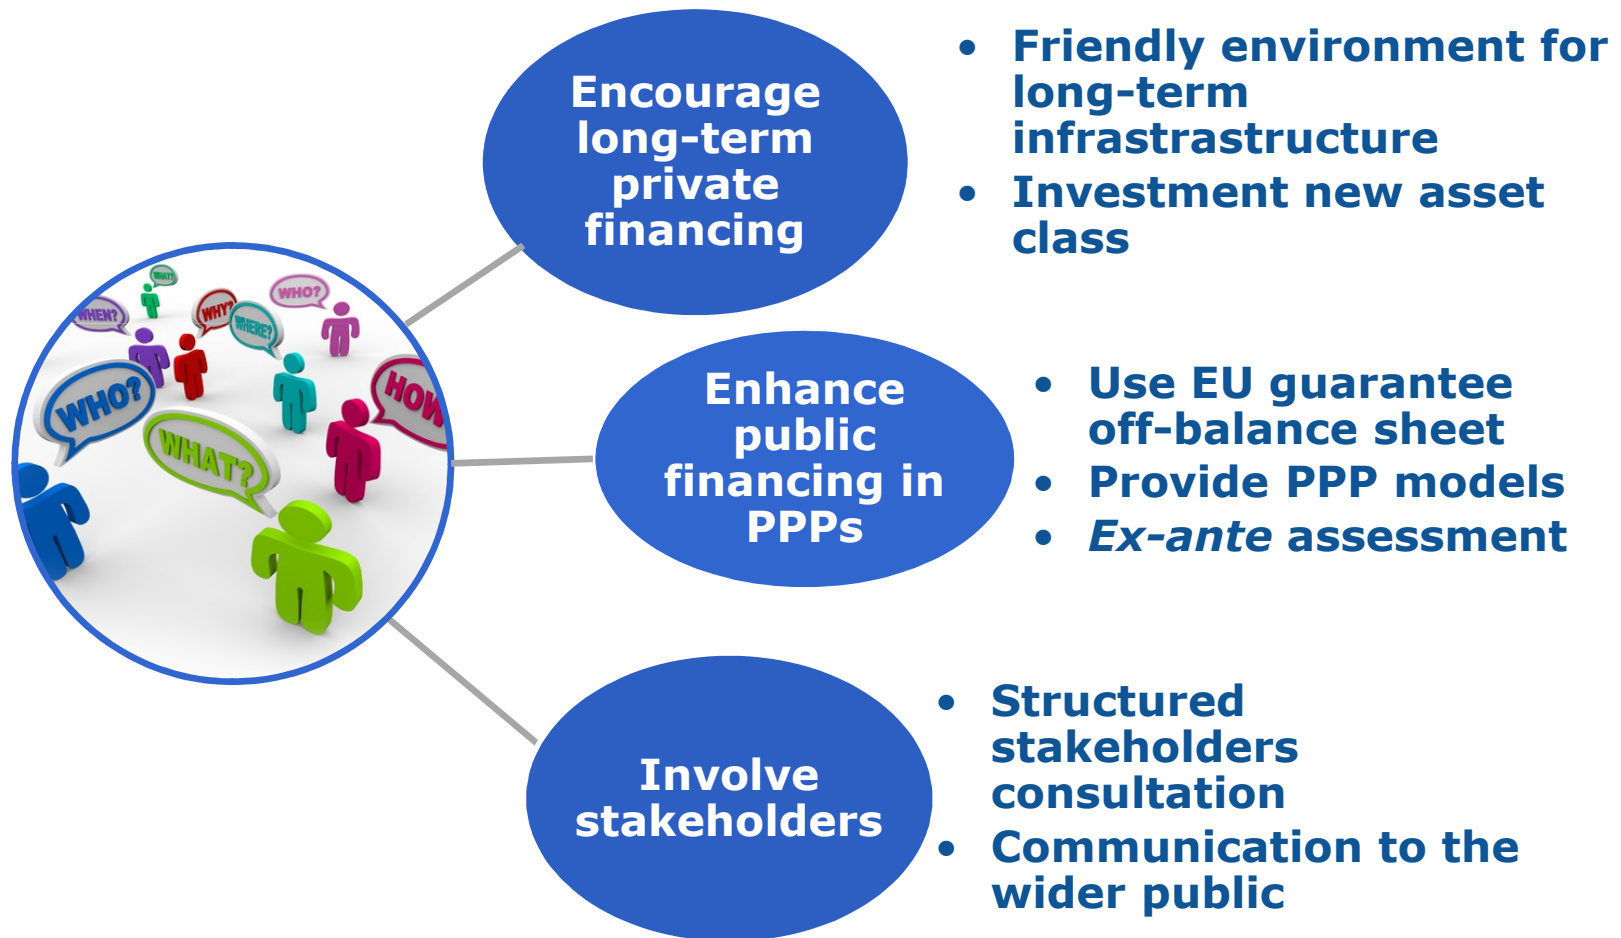 Encourage
long-term
private
financing
• Friendly environment for
long-term
infrastrastructure
• Investment new asset
class
WHAT?
WHEN?
WHY?
WHERE?
WHO?
WHO?
WHAT?
HOW
Enhance
public
financing in
PPPs
• Use EU guarantee
off-balance sheet
• Provide PPP models
• Ex-ante assessment
Involve
stakeholders
• Structured
stakeholders
consultation
• Communication to the
wider public